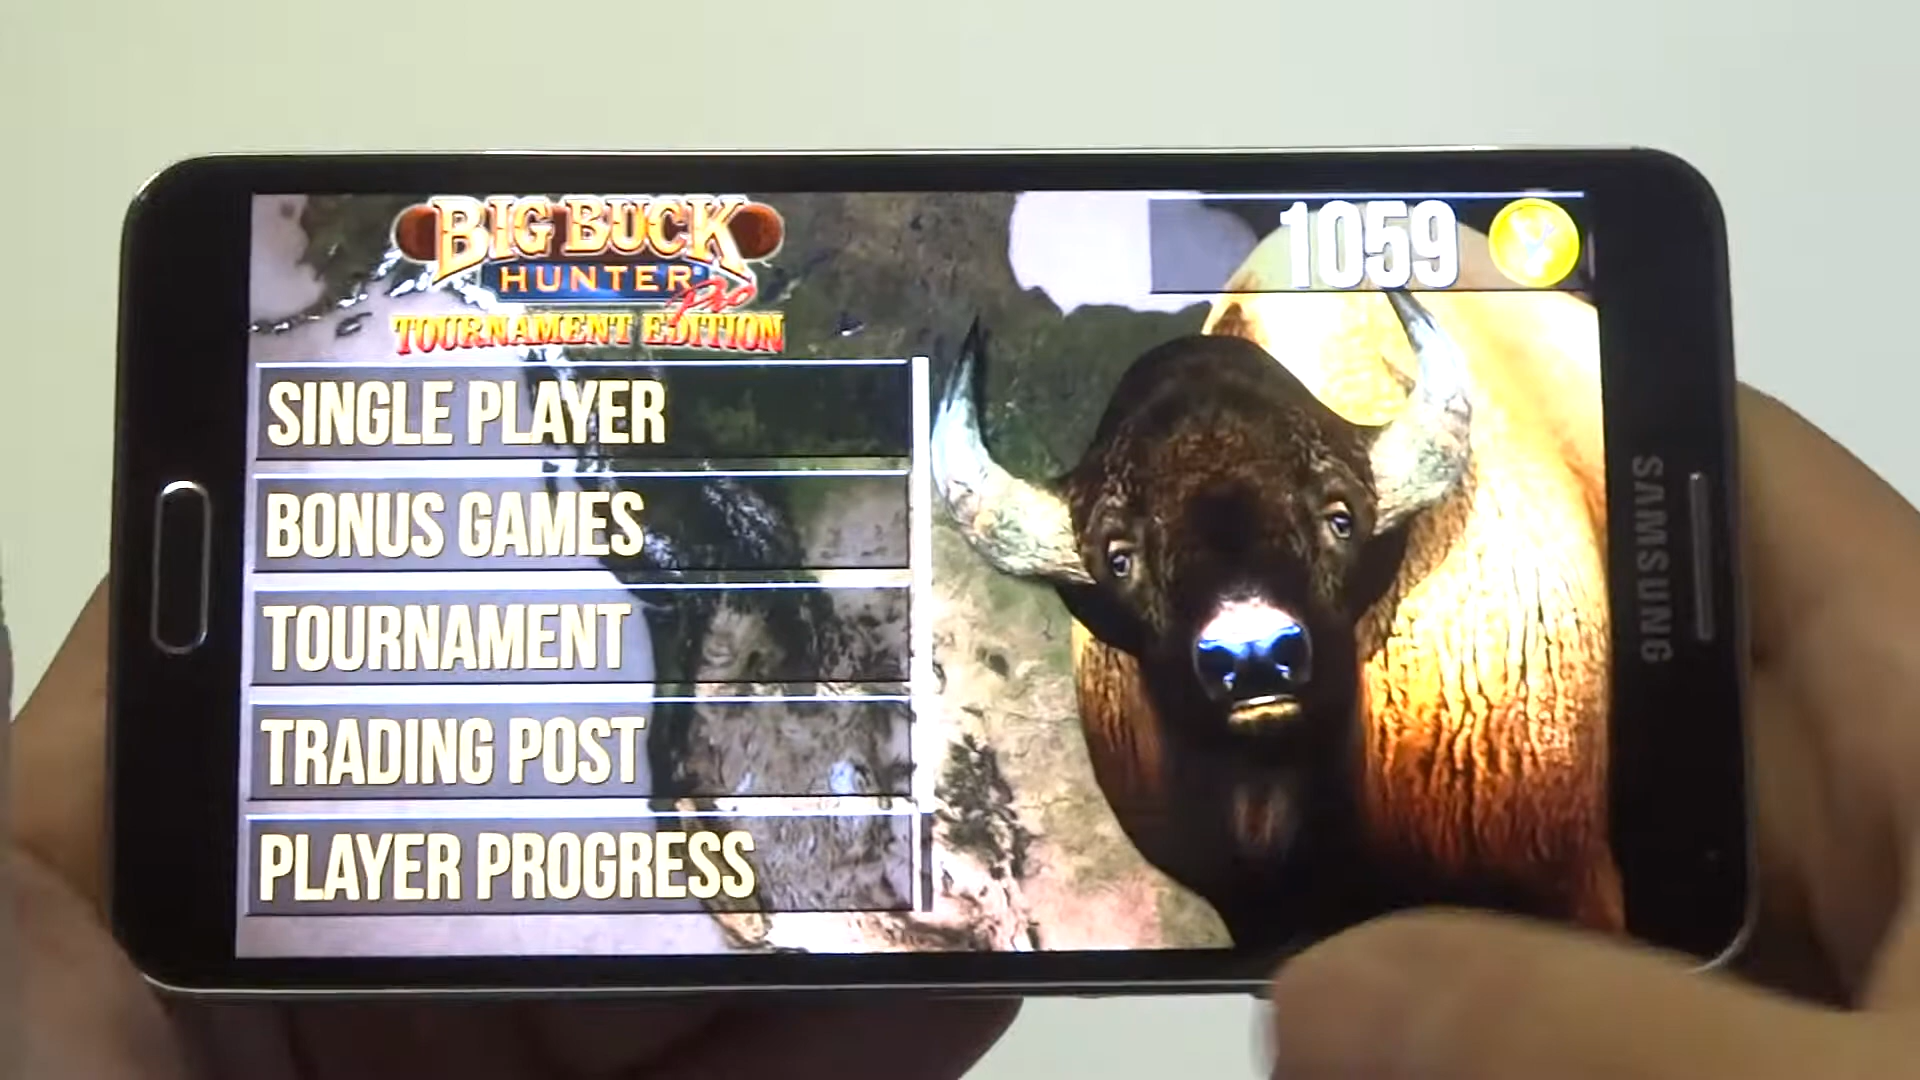 BIG BUCK
HUNTER®
Pro
TOURNAMENT EDITION
1059
SINGLE PLAYER
BONUS GAMES
TOURNAMENT
TRADING POST
PLAYER PROGRESS
SAMSUNG